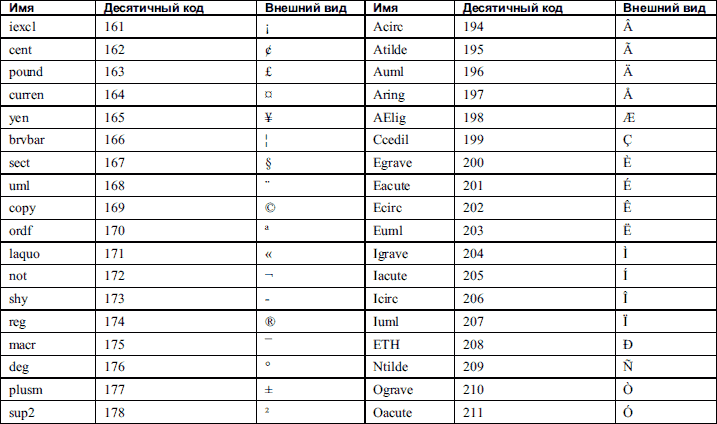 Имя Десятичный код Внешний вид Имя Десятичный код Внешний вид
iexcl 161 ¡ Acirc 194 Â
cent 162 ¢ Atilde 195 Ã
pound 163 £ Auml 196 Ä
curren 164 ¤ Aring 197 Å
yen 165 ¥ AElig 198 Æ
brvbar 166 ¦ Ccedil 199 Ç
sect 167 § Egrave 200 È
uml 168 ¨ Eacute 201 É
copy 169 © Ecirc 202 Ê
ordf 170 ª Euml 203 Ë
laquo 171 « Igrave 204 Ì
not 172 ¬ Iacute 205 Í
shy 173 - Icirc 206 Î
reg 174 ® Iuml 207 Ï
macr 175 ¯ ETH 208 Ð
deg 176 ° Ntilde 209 Ñ
plusm 177 ± Ograve 210 Ò
sup2 178 ² Oacute 211 Ó